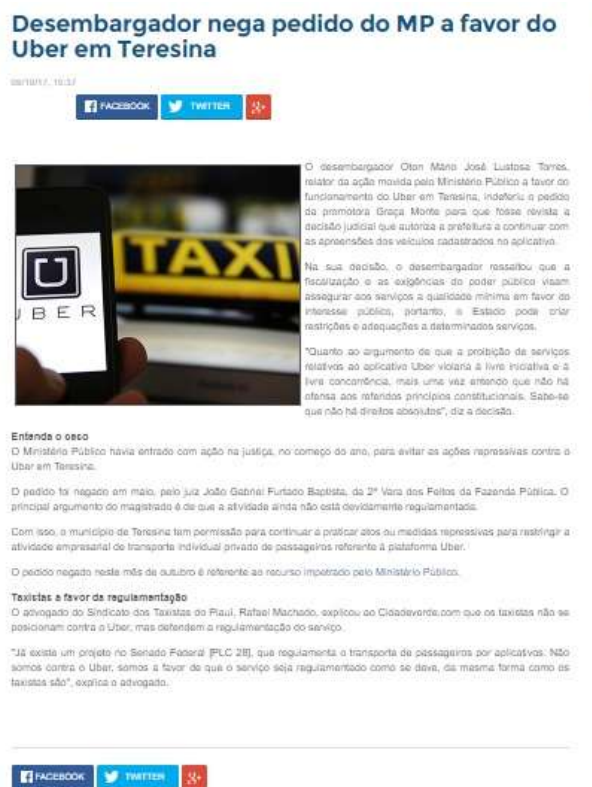 Desembargador nega pedido do MP a favor do
Uber em Teresina
FACEBOOK TWITTER g+
TAXI
UBER
O desembargador Oton Mário José Lustosa Torres,
relator da ação movida pelo Ministério Público a favor do
funcionamento do Uber em Teresina, indeferiu o pedido
da promotora Graça Monte para que fosse revista a
decisão judicial que autoriza a prefeitura a continuar com
as apreensões dos veículos cadastrados no aplicativo.
Na sua decisão, o desembargador ressaltou que a
fiscalização e as exigências do poder público visam
assegurar aos serviços a qualidade mínima em favor do
interesse público, portanto, o Estado pode criar
restrições e adequações a determinados serviços.
"Quanto ao argumento de que a proibição de serviços
relativos ao aplicativo Uber violaria à livre iniciativa e à
livre concorrência, mais uma vez entendo que não há
ofensa aos referidos princípios constitucionais. Sabe-se
que não há direitos absolutos", diz a decisão.
Entenda o caso
O Ministério Público havia entrado com ação na justiça, no começo do ano, para evitar as ações repressivas contra o
Uber em Teresina.
O pedido foi negado em maio, pelo juiz João Gabriel Furtado Baptista, da 2ª Vara dos Feitos da Fazenda Pública. O
principal argumento do magistrado é de que a atividade ainda não está devidamente regulamentada.
Com isso, o município de Teresina tem permissão para continuar a praticar atos ou medidas repressivas para restringir a
atividade empresarial de transporte individual privado de passageiros referente à plataforma Uber.
O pedido negado neste mês de outubro é referente ao recurso impetrado pelo Ministério Público.
Taxistas a favor da regulamentação
O advogado do Sindicato dos Taxistas do Piauí, Rafael Machado, explicou ao Cidadeverde.com que os taxistas não se
posicionam contra o Uber, mas defendem a regulamentação do serviço.
"Já existe um projeto no Senado Federal [PLC 28], que regulamenta o transporte de passageiros por aplicativos. Não
somos contra o Uber, somos a favor de que o serviço seja regulamentado como se deve, da mesma forma como os
taxistas são", explica o advogado.
FACEBOOK TWITTER g+